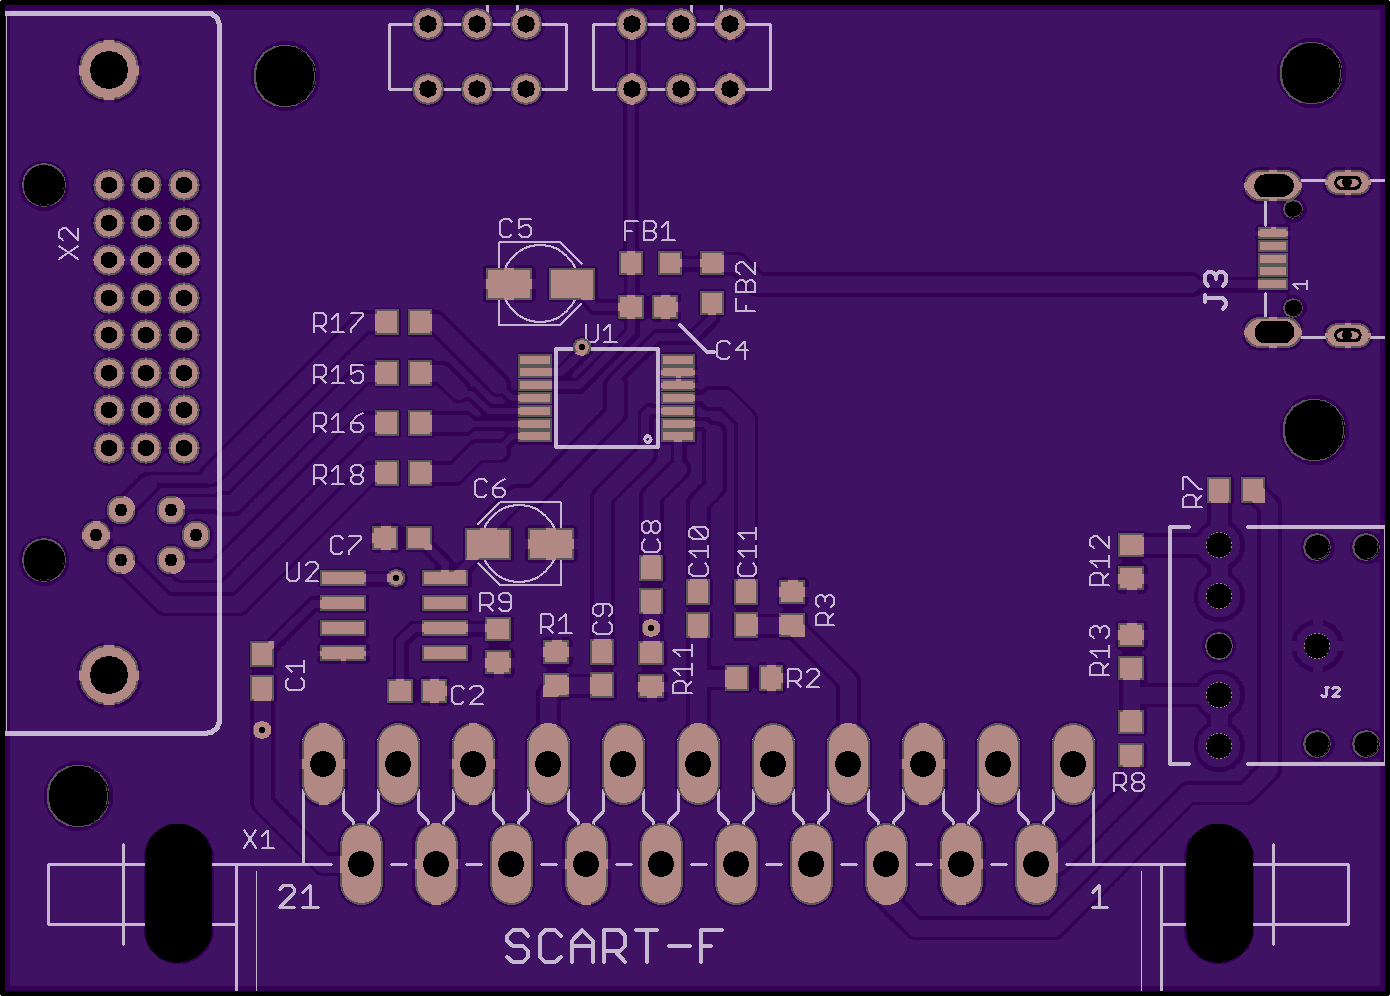 C5
FB1
FB2
X2
J3
1
R17
U1
C4
R15
R16
R18
C6
R7
C7
C8
C10
C11
R12
U2
R9
R1
C9
R3
R13
C1
C2
R11
R2
J2
R8
X1
21
1
SCART-F